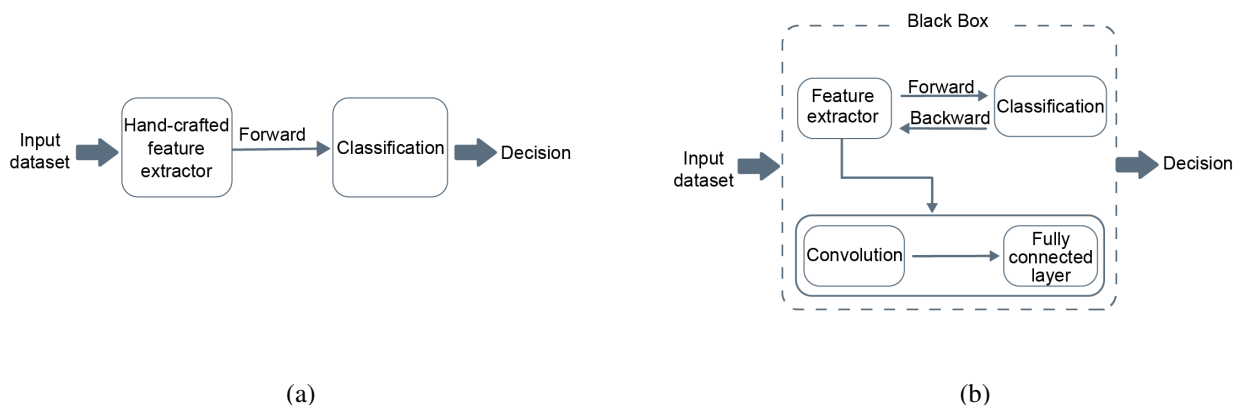 Input
dataset
Hand-crafted
feature
extractor
Forward
Classification
Decision
(a)
Black Box
Input
dataset
Feature
extractor
Forward
Backward
Classification
Convolution
Fully
connected
layer
Decision
(b)